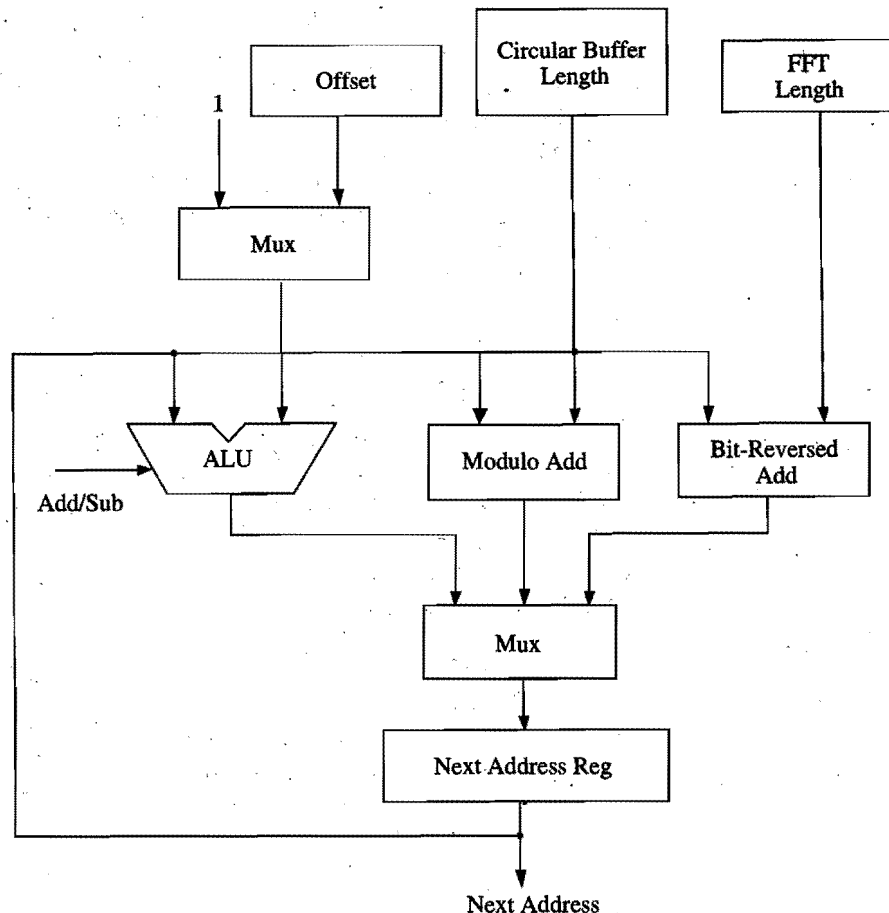 Circular Buffer
Length
Offset
FFT
Length
1
Mux
ALU
Modulo Add
Bit-Reversed
Add
Add/Sub
Mux
Next Address Reg
Next Address